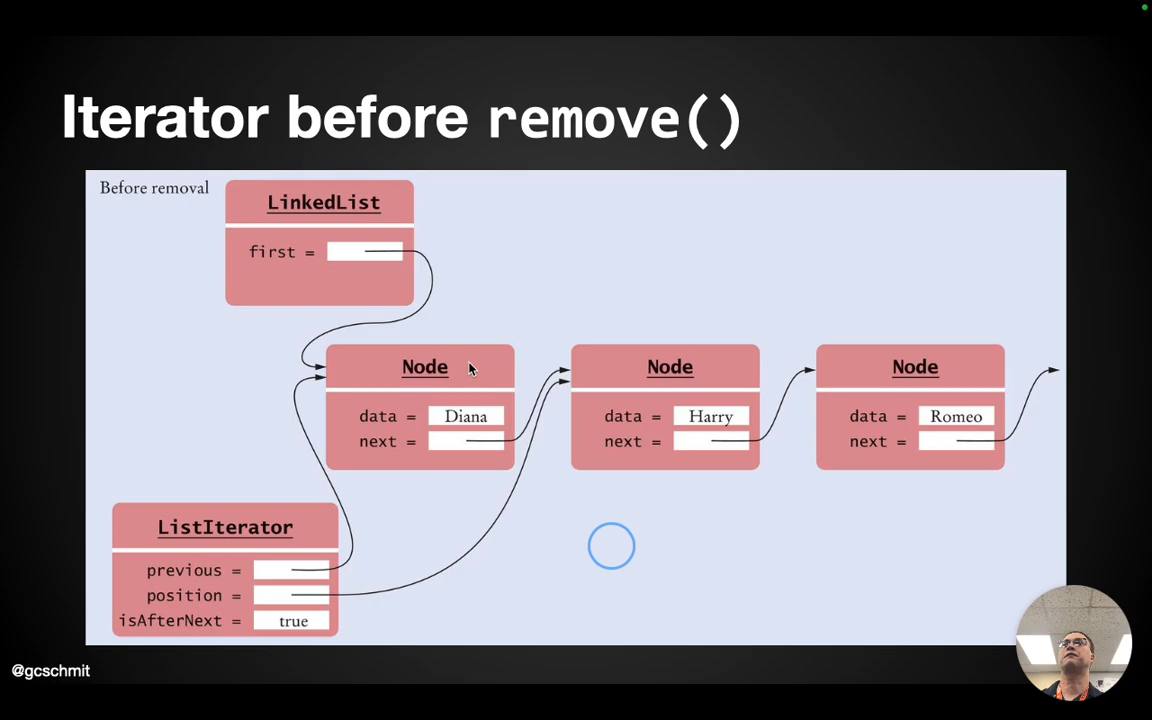 Iterator before remove()
Before removal
LinkedList
first =
Node
data = Diana
next =
Node
data = Harry
next =
Node
data = Romeo
next =
ListIterator
previous =
position =
isAfterNext = true
@gcschmit